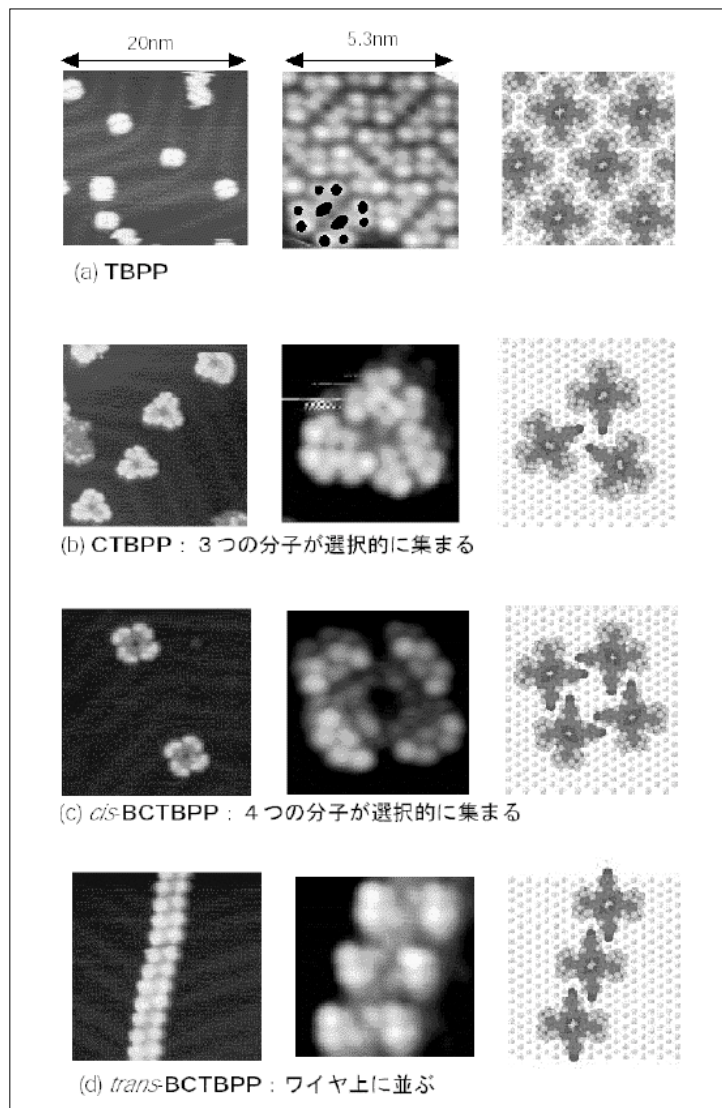 20nm 5.3nm
(a) TBPP
(b) CTBPP : 3つの分子が選択的に集まる
(c) cis-BCTBPP : 4つの分子が選択的に集まる
(d) trans-BCTBPP : ワイヤ上に並ぶ